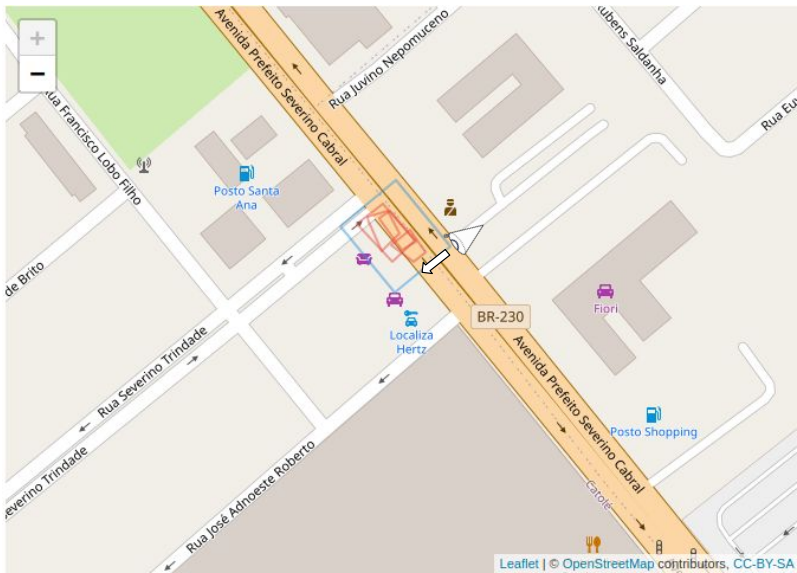 +
−
Avenida Prefeito Severino Cabral
Rua Juvino Nepomuceno
Rubens Saldanha
Rua Eu
ua Francisco Lobo Filho
Posto Santa
Ana
de Brito
BR-230
Fiori
Localiza
Hertz
Rua Severino Trindade
Avenida Prefeito Severino Cabral
Posto Shopping
everino Trindade
Rua José Adnoeste Roberto
Catolé
Leaflet | © OpenStreetMap contributors, CC-BY-SA